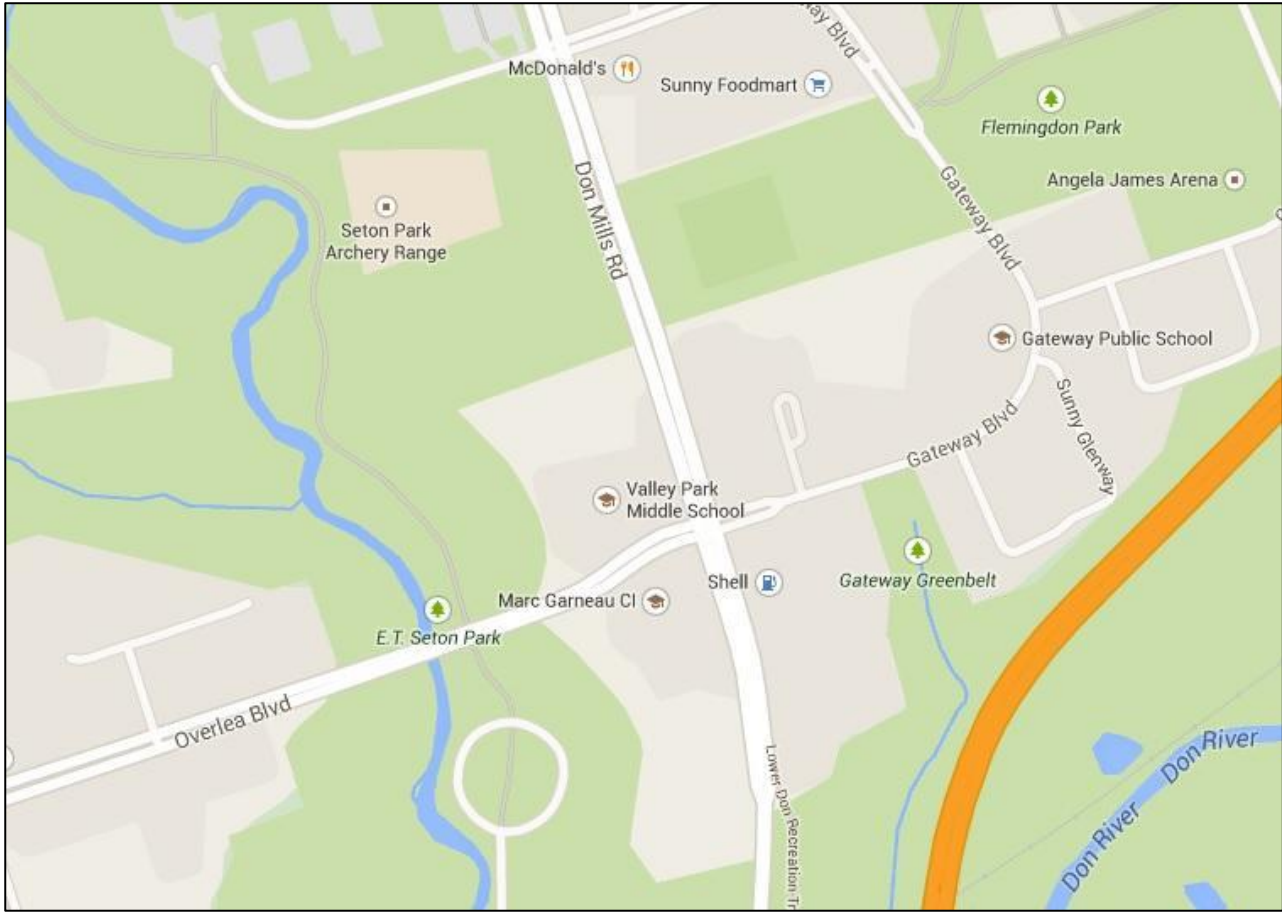 way Blvd
McDonald's
Sunny Foodmart
Flemingdon Park
Angela James Arena
Don Mills Rd
Gateway Blvd
Seton Park
Archery Range
Gateway Public School
Sunny Glenway
Gateway Blvd
Valley Park
Middle School
Shell
Gateway Greenbelt
Marc Garneau CI
E.T. Seton Park
Overlea Blvd
Lower Don Recreation Tr
Don River
Don River